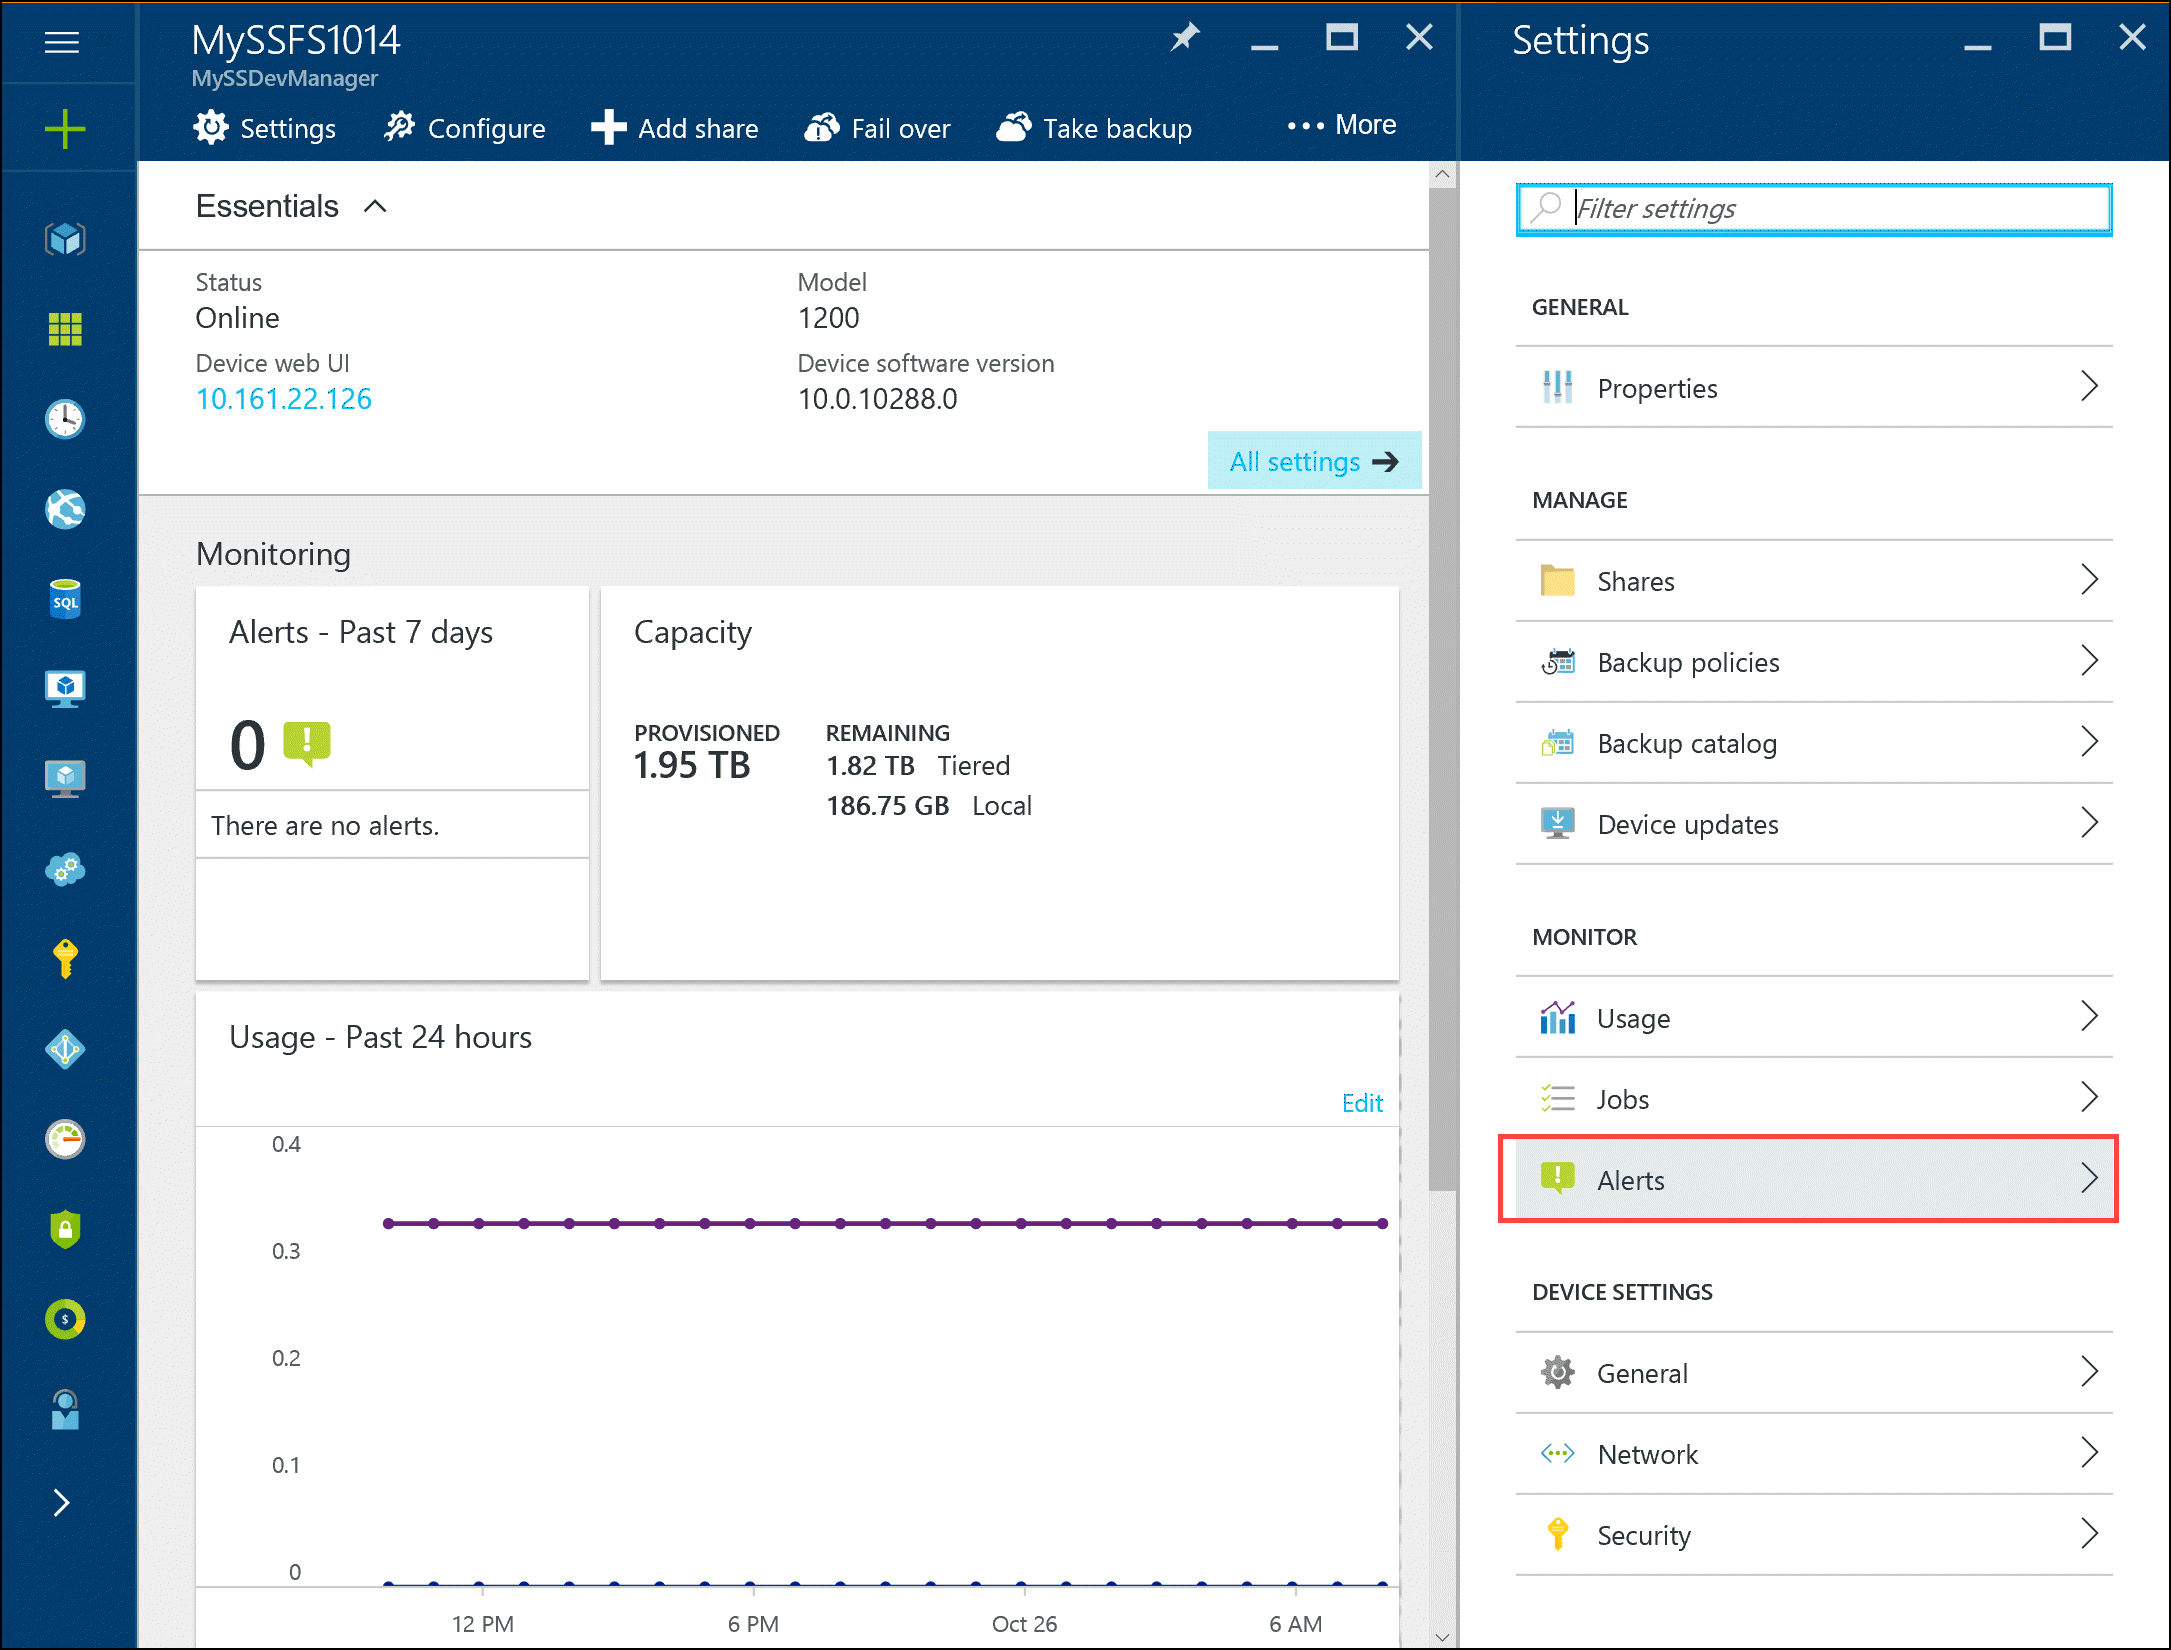 MySSFS1014
MySSDevManager
Settings
Configure
Add share
Fail over
Take backup
More
Essentials
Status
Online
Model
1200
Device web UI
10.161.22.126
Device software version
10.0.10288.0
All settings
Monitoring
Alerts - Past 7 days
0
There are no alerts.
Capacity
PROVISIONED
1.95 TB
REMAINING
1.82 TB Tiered
186.75 GB Local
Usage - Past 24 hours
Edit
0.4
0.3
0.2
0.1
0
12 PM
6 PM
Oct 26
6 AM
SQL
$
Settings
Filter settings
GENERAL
Properties
MANAGE
Shares
Backup policies
Backup catalog
Device updates
MONITOR
Usage
Jobs
Alerts
DEVICE SETTINGS
General
Network
Security